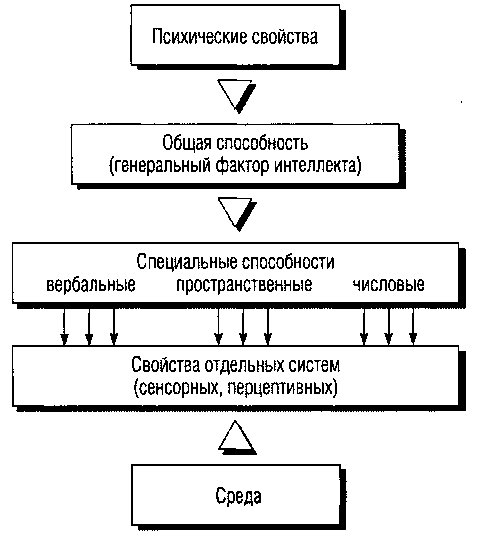 Психические свойства
Общая способность
(генеральный фактор интеллекта)
Специальные способности
вербальные пространственные числовые
Свойства отдельных систем
(сенсорных, перцептивных)
Среда